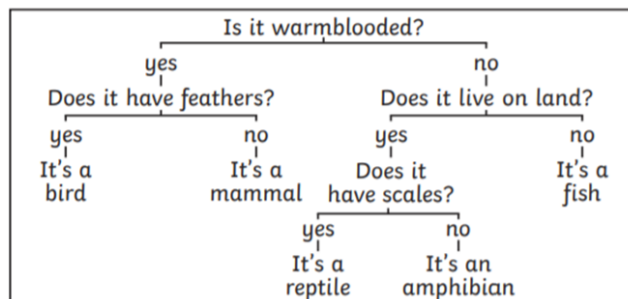 Is it warmblooded?
yes
no
Does it have feathers?
Does it live on land?
yes
no
yes
no
It's a
bird
It's a
mammal
Does it
have scales?
It's a
fish
yes
no
It's a
reptile
It's an
amphibian